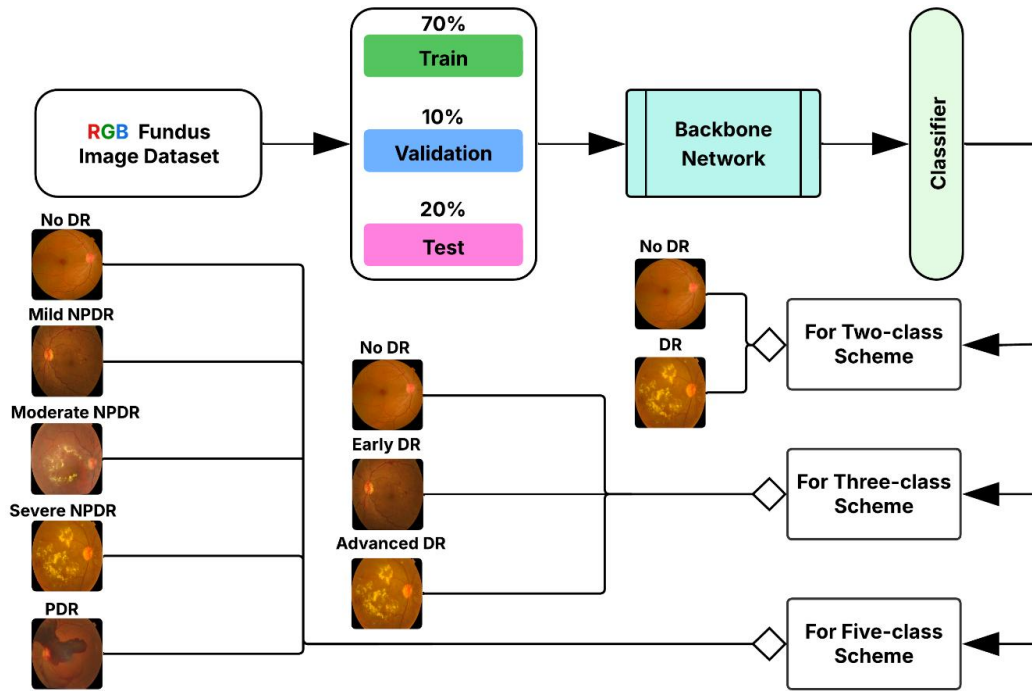 RGB Fundus
Image Dataset
70%
Train
10%
Validation
20%
Test
Backbone
Network
Classifier
No DR
Mild NPDR
Moderate NPDR
Severe NPDR
PDR
No DR
Early DR
Advanced DR
No DR
DR
For Two-class
Scheme
For Three-class
Scheme
For Five-class
Scheme